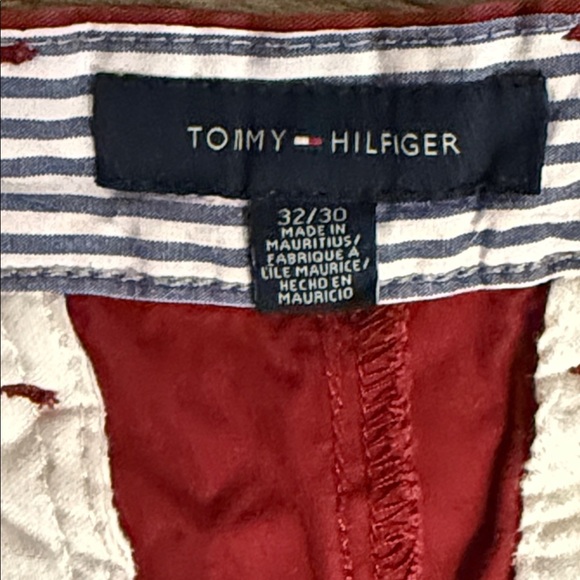 TOMMY HILFIGER
32/30
MADE IN
MAURITIUS/
FABRIQUE À
L'ILE MAURICE/
HECHO EN
MAURICIO